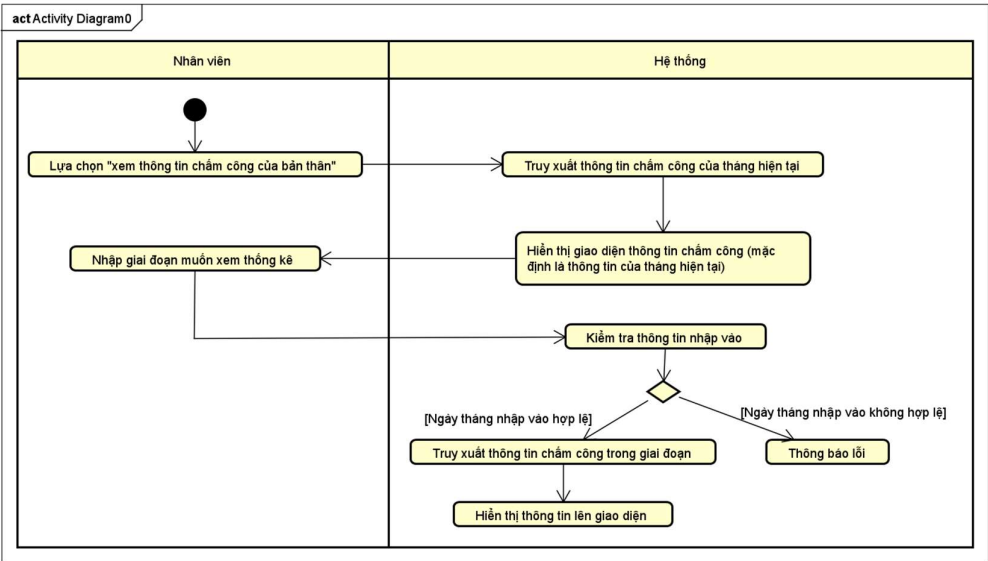 act Activity Diagram0
Nhân viên
Hệ thống
Lựa chọn "xem thông tin chấm công của bản thân"
Truy xuất thông tin chấm công của tháng hiện tại
Hiển thị giao diện thông tin chấm công (mặc
định là thông tin của tháng hiện tại)
Nhập giai đoạn muốn xem thống kê
Kiểm tra thông tin nhập vào
[Ngày tháng nhập vào hợp lệ]
[Ngày tháng nhập vào không hợp lệ]
Truy xuất thông tin chấm công trong giai đoạn
Thông báo lỗi
Hiển thị thông tin lên giao diện